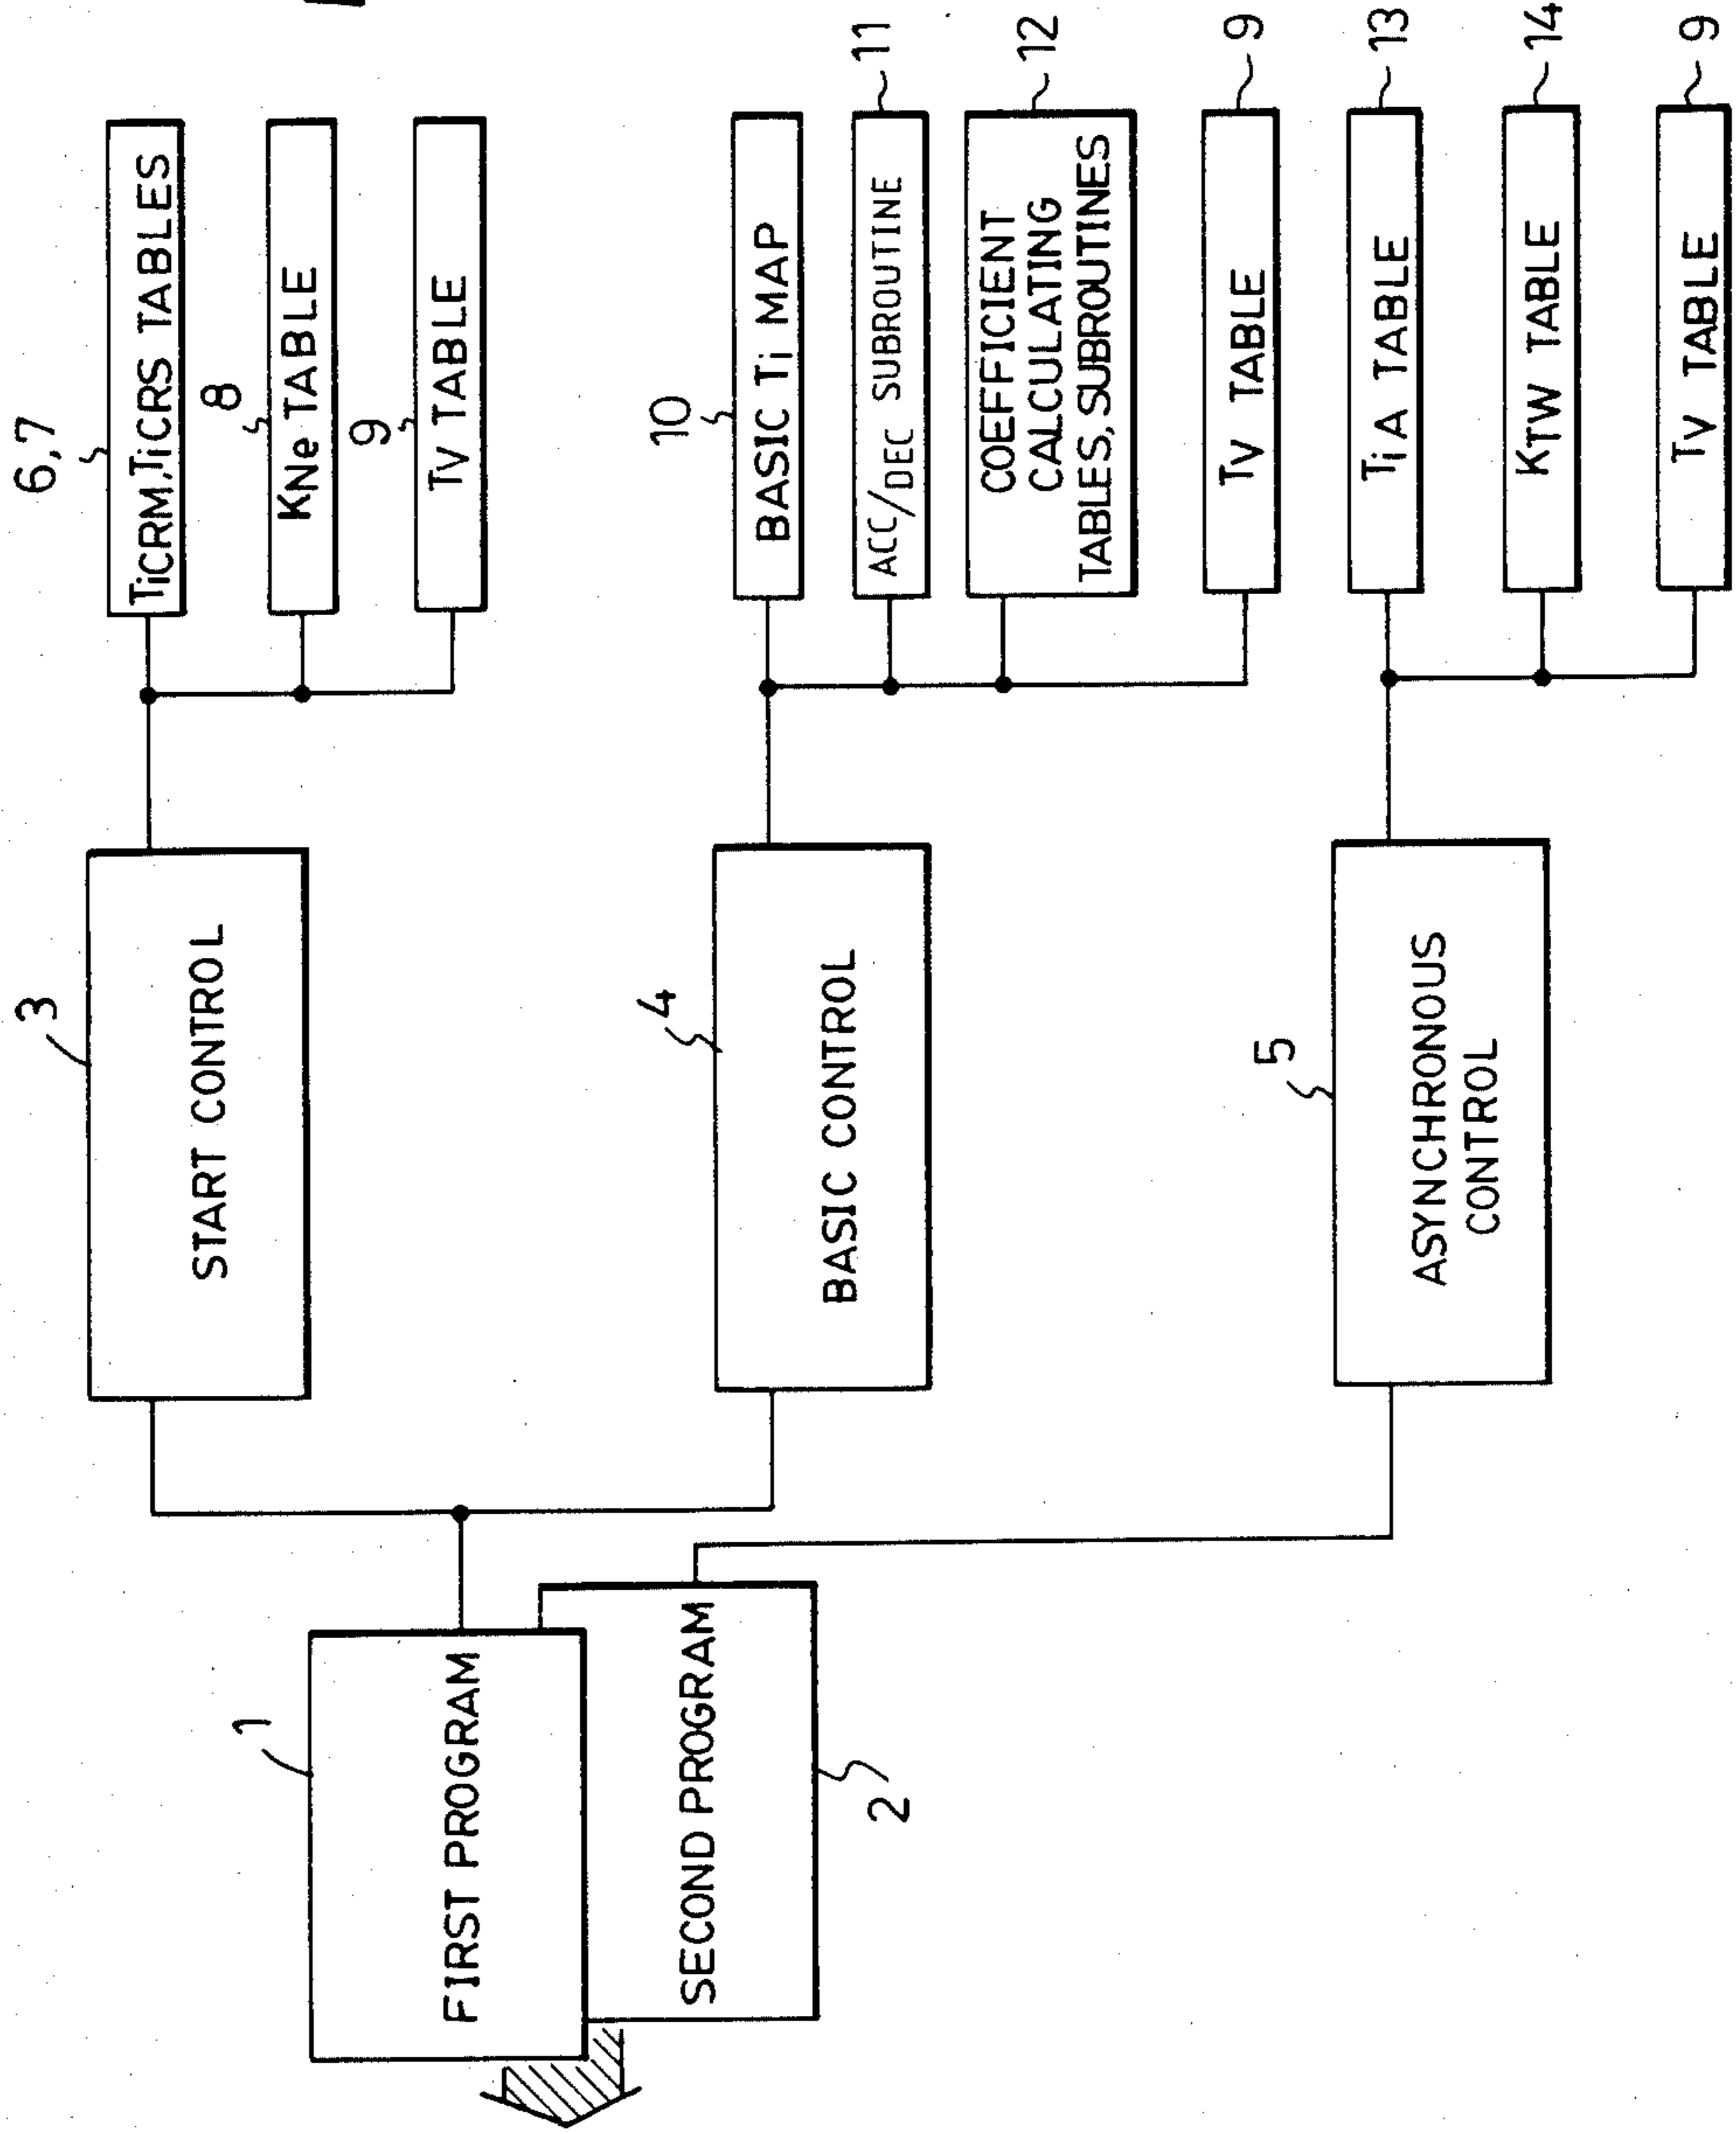 1
FIRST PROGRAM
SECOND PROGRAM
2
3
START CONTROL
4
BASIC CONTROL
5
ASYNCHRONOUS
CONTROL
6,7
TiCRM,TiCRS TABLES
8
KNe TABLE
9
TV TABLE
10
BASIC Ti MAP
ACC/DEC SUBROUTINE
11
COEFFICIENT
CALCULATING
TABLES,SUBROUTINES
12
TV TABLE
9
TiA TABLE
13
KTW TABLE
14
TV TABLE
9